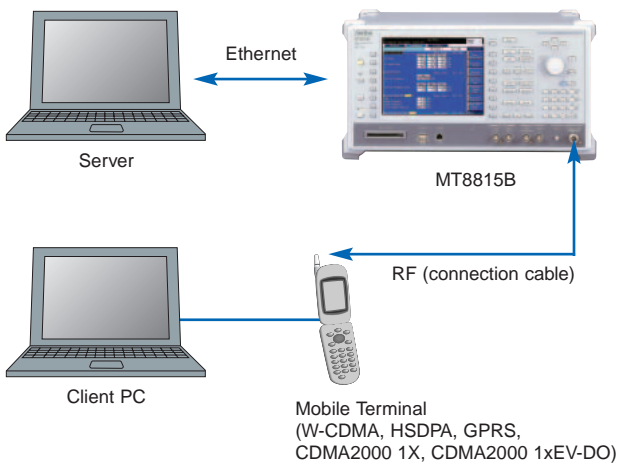 Ethernet
Server
MT8815B
RF (connection cable)
Client PC
Mobile Terminal
(W-CDMA, HSDPA, GPRS,
CDMA2000 1X, CDMA2000 1xEV-DO)